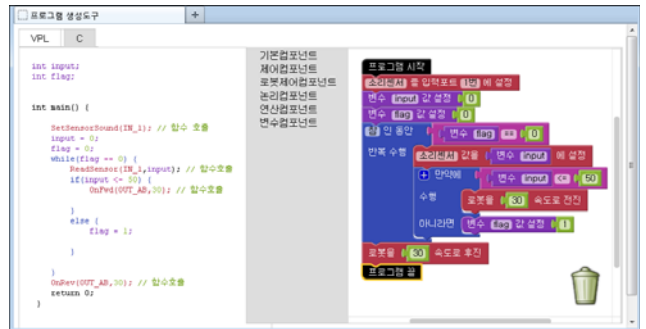 프로그램 생성도구
+
VPL
C
int input;
int flag;
int main() {
SetSensorSound(IN_1); // 함수 호출
input = 0;
flag = 0;
while(flag == 0) {
ReadSensor(IN_1,input); // 함수호출
if(input <= 50) {
OnFwd(OUT_AB,30); // 함수호출
}
else {
flag = 1;
}
}
OnRev(OUT_AB,30); // 함수호출
return 0;
}
기본컴포넌트
제어컴포넌트
로봇제어컴포넌트
논리컴포넌트
연산컴포넌트
변수컴포넌트
프로그램 시작
소리센서 를 입력포트 1번 에 설정
변수 input 값 설정 0
변수 flag 값 설정 0
참 인 동안 변수 flag == 0
반복 수행 소리센서 값을 변수 input 에 설정
+ 만약에 변수 input <= 50
수행 로봇을 30 속도로 전진
아니라면 변수 flag 값 설정 1
로봇을 30 속도로 후진
프로그램 끝